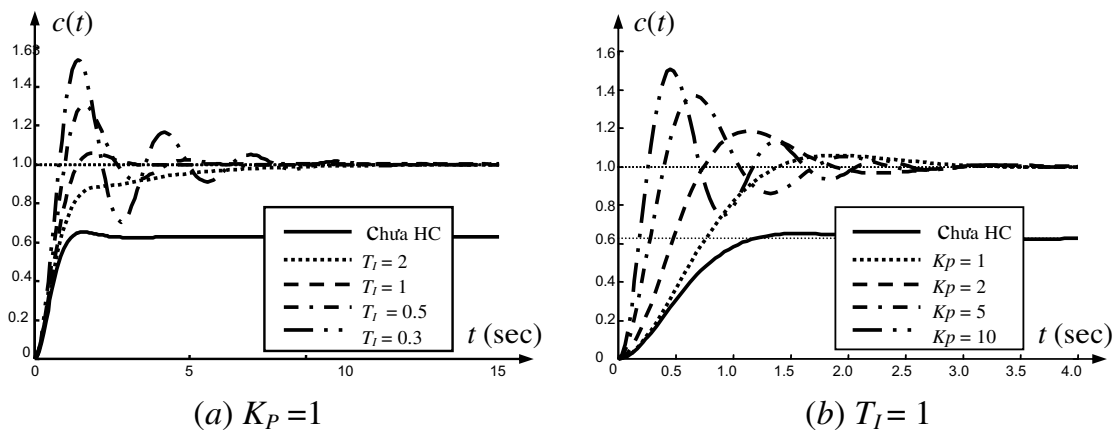 c(t)
1.63
1.4
1.2
1.0
0.8
0.6
0.4
0.2
0
0
5
10
15
t (sec)
Chưa HC
T_I = 2
T_I = 1
T_I = 0.5
T_I = 0.3
(a) K_P =1
c(t)
1.6
1.4
1.2
1.0
0.8
0.6
0.4
0.2
0
0
0.5
1.0
1.5
2.0
2.5
3.0
3.5
4.0
t (sec)
Chưa HC
Kp = 1
Kp = 2
Kp = 5
Kp = 10
(b) T_I = 1